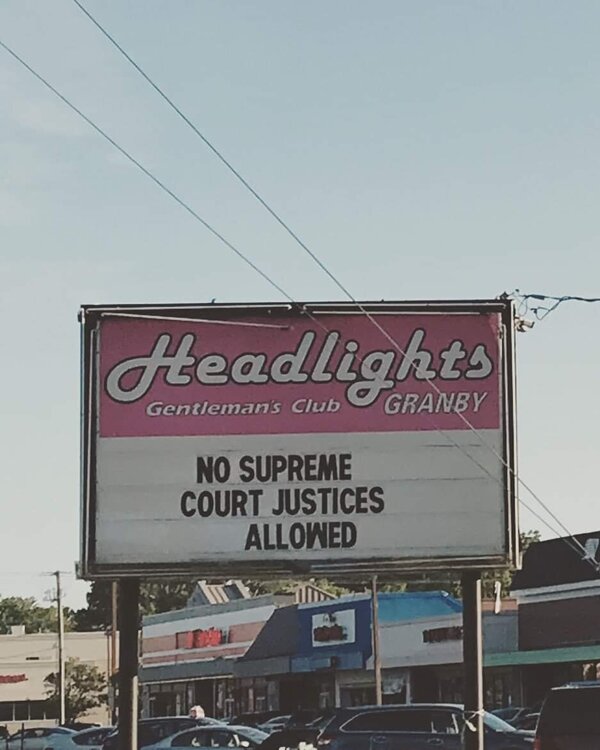 Headlights
Gentleman's Club GRANBY
NO SUPREME
COURT JUSTICES
ALLOWED